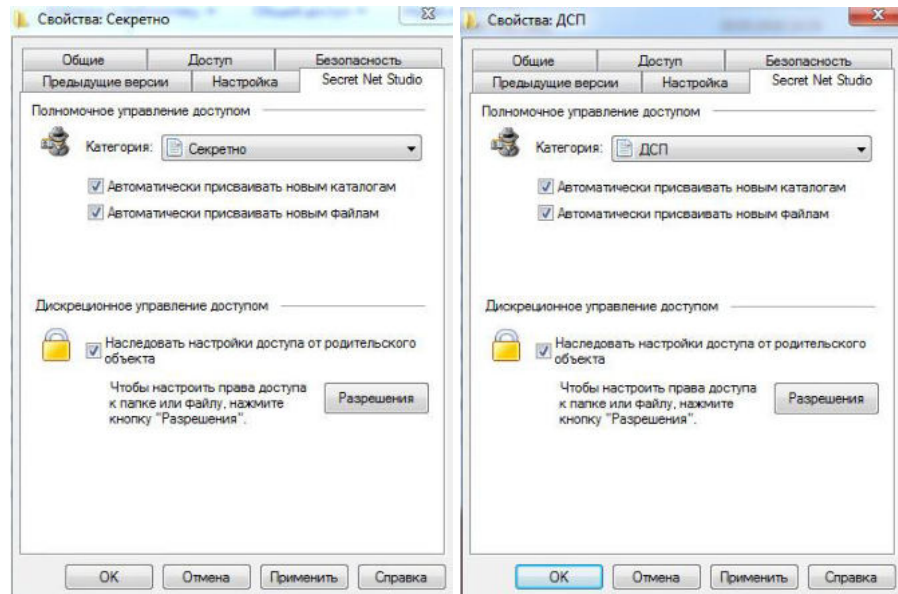 Свойства: Секретно
Общие Доступ Безопасность
Предыдущие версии Настройка Secret Net Studio
Полномочное управление доступом
Категория: Секретно
Автоматически присваивать новым каталогам
Автоматически присваивать новым файлам
Дискреционное управление доступом
Наследовать настройки доступа от родительского
объекта
Чтобы настроить права доступа
к папке или файлу, нажмите
кнопку "Разрешения".
Разрешения
ОК Отмена Применить Справка
Свойства: ДСП
Общие Доступ Безопасность
Предыдущие версии Настройка Secret Net Studio
Полномочное управление доступом
Категория: ДСП
Автоматически присваивать новым каталогам
Автоматически присваивать новым файлам
Дискреционное управление доступом
Наследовать настройки доступа от родительского
объекта
Чтобы настроить права доступа
к папке или файлу, нажмите
кнопку "Разрешения".
Разрешения
ОК Отмена Применить Справка